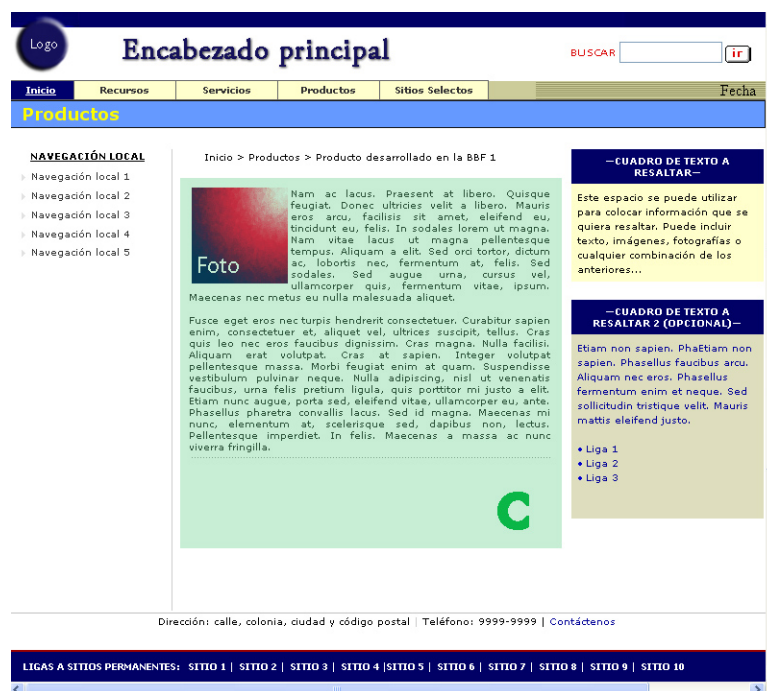 Logo
Encabezado principal
BUSCAR
ir
Inicio Recursos Servicios Productos Sitios Selectos Fecha
Productos
NAVEGACIÓN LOCAL
Navegación local 1
Navegación local 2
Navegación local 3
Navegación local 4
Navegación local 5
Inicio > Productos > Producto desarrollado en la BBF 1
Foto
Nam ac lacus. Praesent at libero. Quisque
feugiat. Donec ultricies velit a libero. Mauris
eros arcu, facilisis sit amet, eleifend eu,
tincidunt eu, felis. In sodales lorem ut magna.
Nam vitae lacus ut magna pellentesque
tempus. Aliquam a elit. Sed orci tortor, dictum
ac, lobortis nec, fermentum at, felis. Sed
sodales. Sed augue urna, cursus vel,
ullamcorper quis, fermentum vitae, ipsum.
Maecenas nec metus eu nulla malesuada aliquet.
Fusce eget eros nec turpis hendrerit consectetuer. Curabitur sapien
enim, consectetuer et, aliquet vel, ultrices suscipit, tellus. Cras
quis leo nec eros faucibus dignissim. Cras magna. Nulla facilisi.
Aliquam erat volutpat. Cras at sapien. Integer volutpat
pellentesque massa. Morbi feugiat enim at quam. Suspendisse
vestibulum pulvinar neque. Nulla adipiscing, nisl ut venenatis
faucibus, urna felis pretium ligula, quis porttitor mi justo a elit.
Etiam nunc augue, porta sed, eleifend vitae, ullamcorper eu, ante.
Phasellus pharetra convallis lacus. Sed id magna. Maecenas mi
nunc, elementum at, scelerisque sed, dapibus non, lectus.
Pellentesque imperdiet. In felis. Maecenas a massa ac nunc
viverra fringilla.
C
—CUADRO DE TEXTO A
RESALTAR—
Este espacio se puede utilizar
para colocar información que se
quiera resaltar. Puede incluir
texto, imágenes, fotografías o
cualquier combinación de los
anteriores...
—CUADRO DE TEXTO A
RESALTAR 2 (OPCIONAL)—
Etiam non sapien. PhaEtiam non
sapien. Phasellus faucibus arcu.
Aliquam nec eros. Phasellus
fermentum enim et neque. Sed
sollicitudin tristique velit. Mauris
mattis eleifend justo.
• Liga 1
• Liga 2
• Liga 3
Dirección: calle, colonia, ciudad y código postal | Teléfono: 9999-9999 | Contáctenos
LIGAS A SITIOS PERMANENTES: SITIO 1 | SITIO 2 | SITIO 3 | SITIO 4 |SITIO 5 | SITIO 6 | SITIO 7 | SITIO 8 | SITIO 9 | SITIO 10